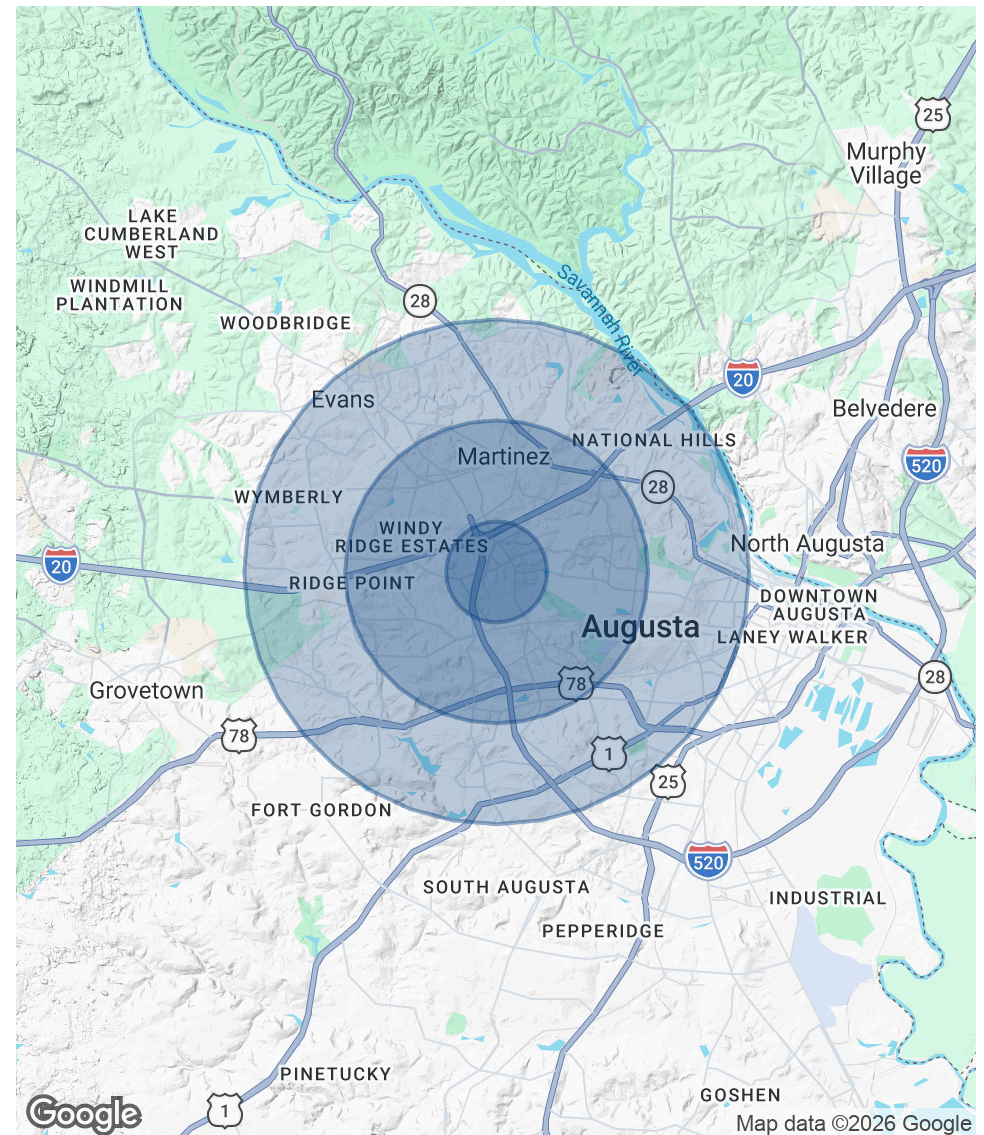 25
Murphy
Village
LAKE
CUMBERLAND
WEST
WINDMILL
PLANTATION
28
WOODBRIDGE
Savannah River
20
Evans
Belvedere
NATIONAL HILLS
Martinez
520
28
WYMBERLY
WINDY
RIDGE ESTATES
North Augusta
20
RIDGE POINT
DOWNTOWN
AUGUSTA
Augusta
LANEY WALKER
28
Grovetown
78
78
1
25
FORT GORDON
520
SOUTH AUGUSTA
INDUSTRIAL
PEPPERIDGE
PINETUCKY
GOSHEN
1
Google
Map data ©2026 Google